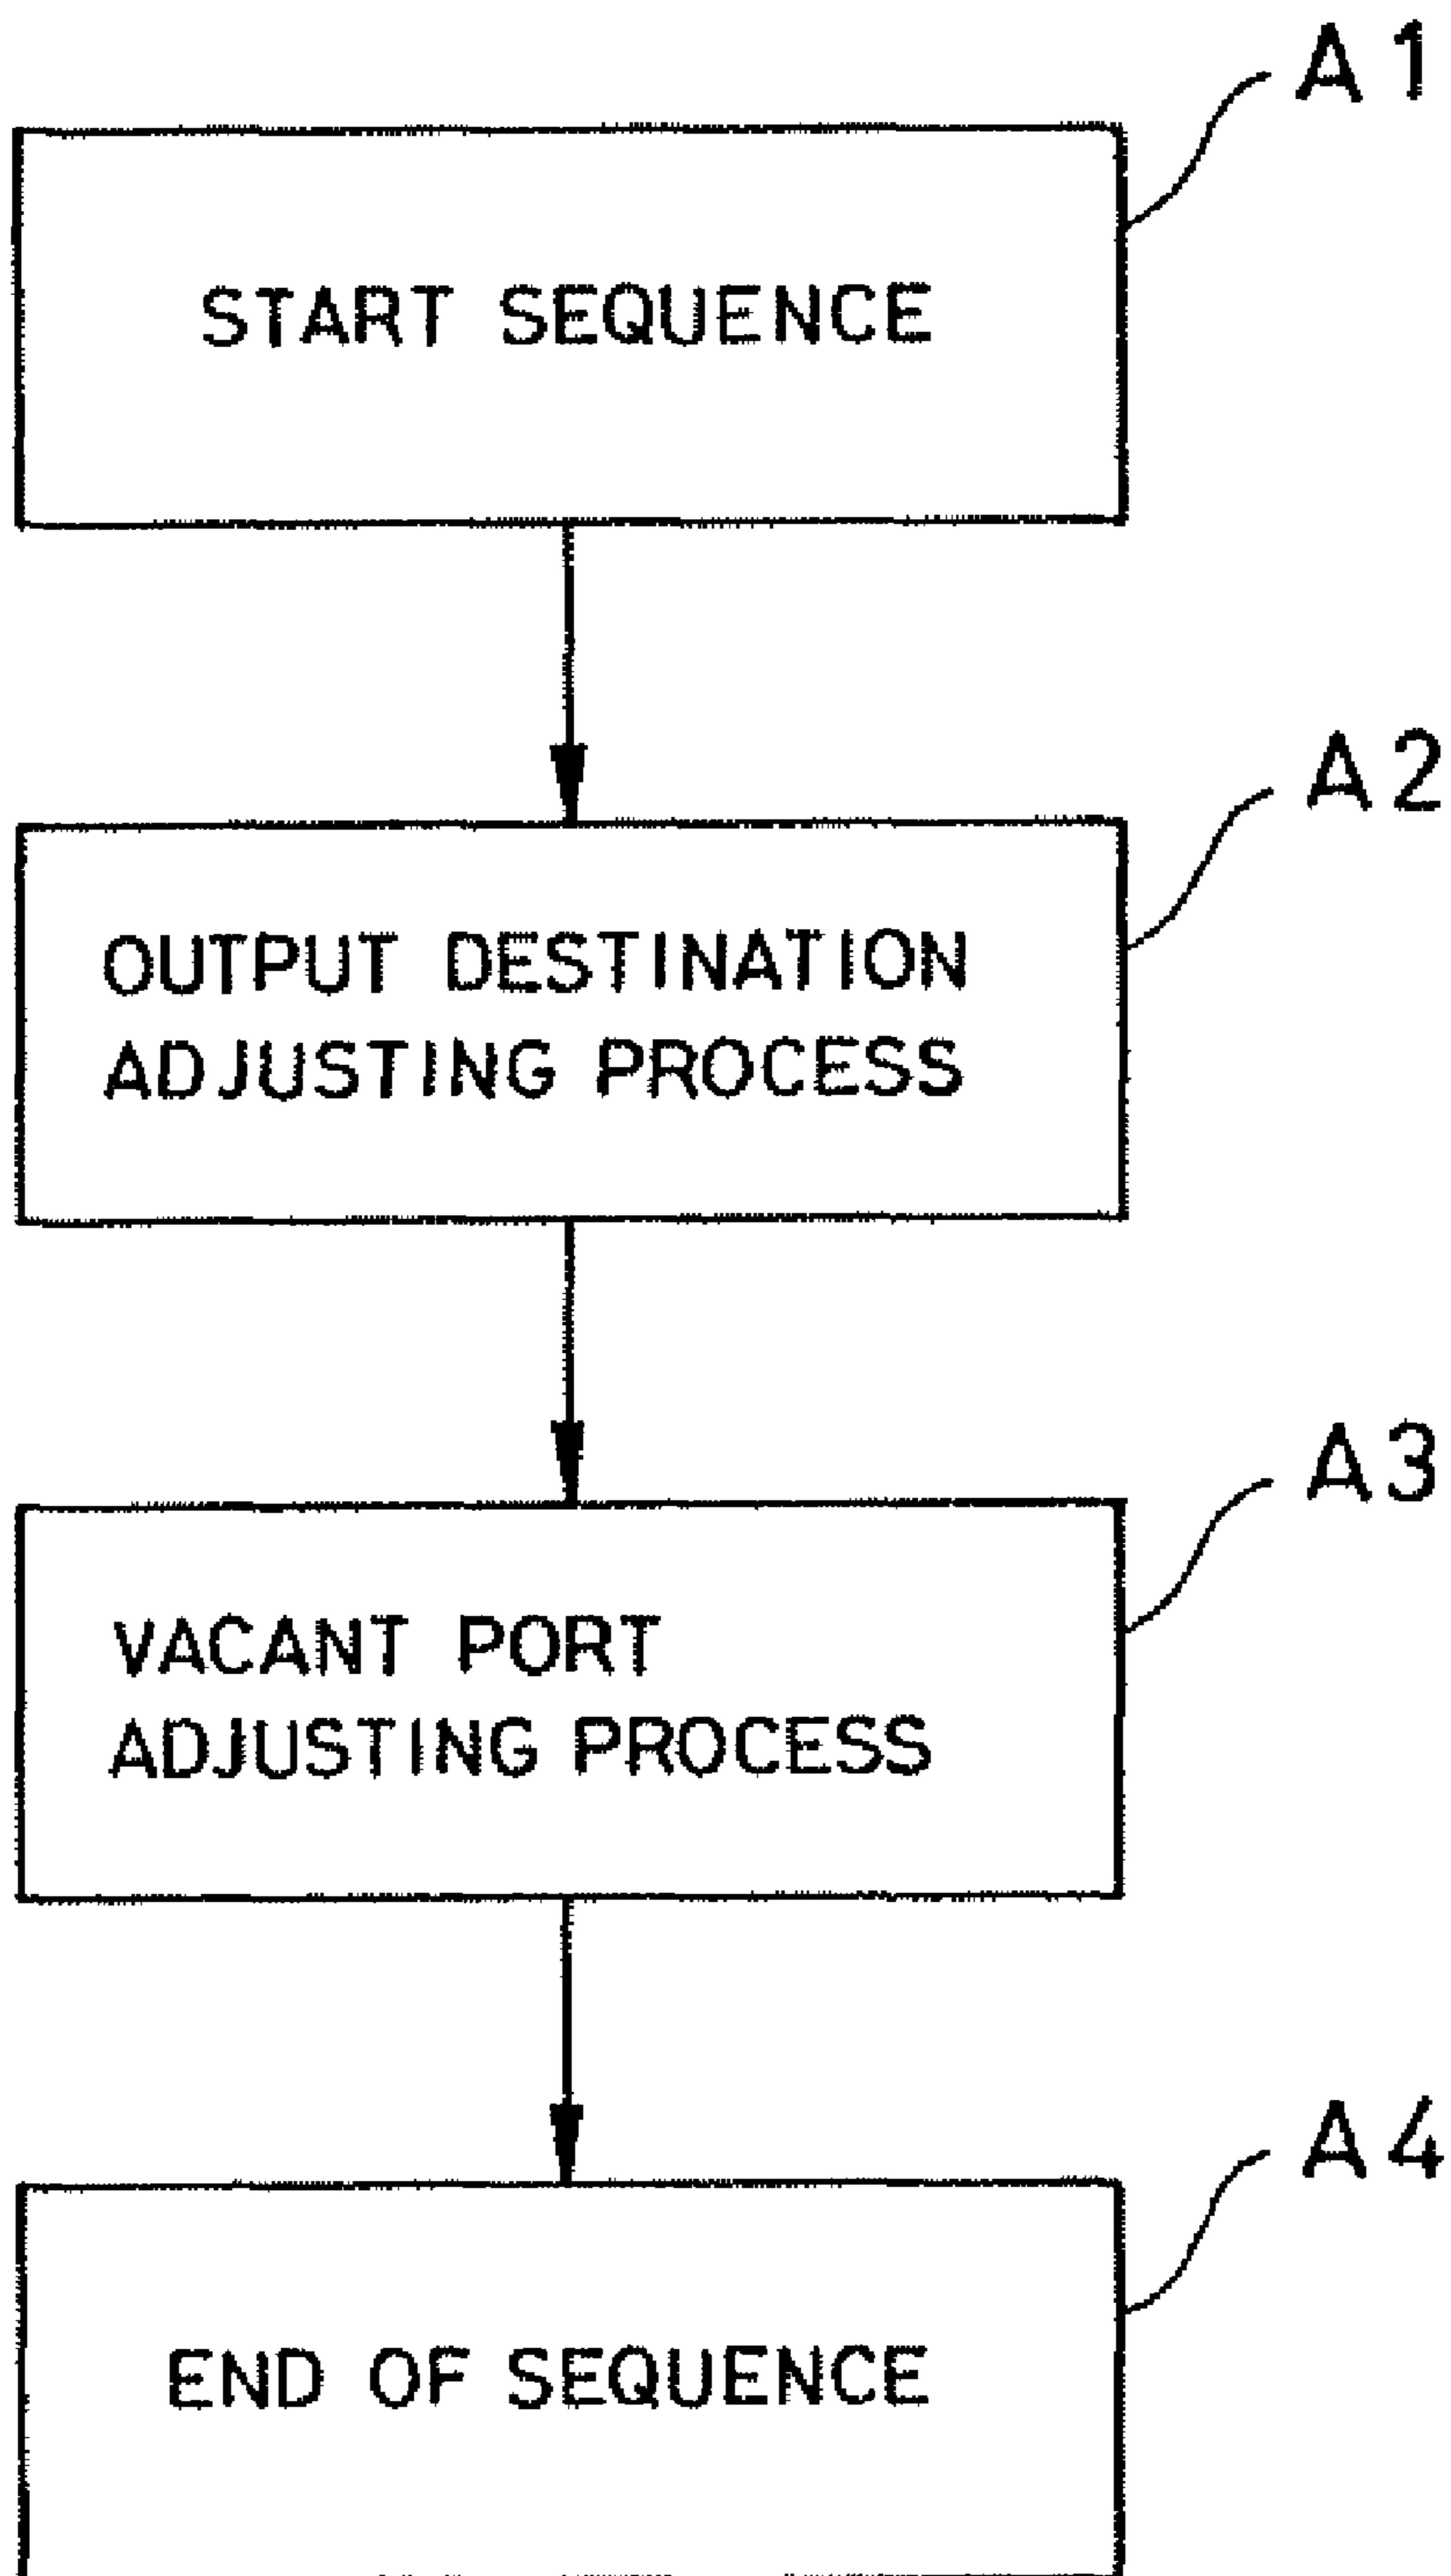 A1
START SEQUENCE
A2
OUTPUT DESTINATION
ADJUSTING PROCESS
A3
VACANT PORT
ADJUSTING PROCESS
A4
END OF SEQUENCE